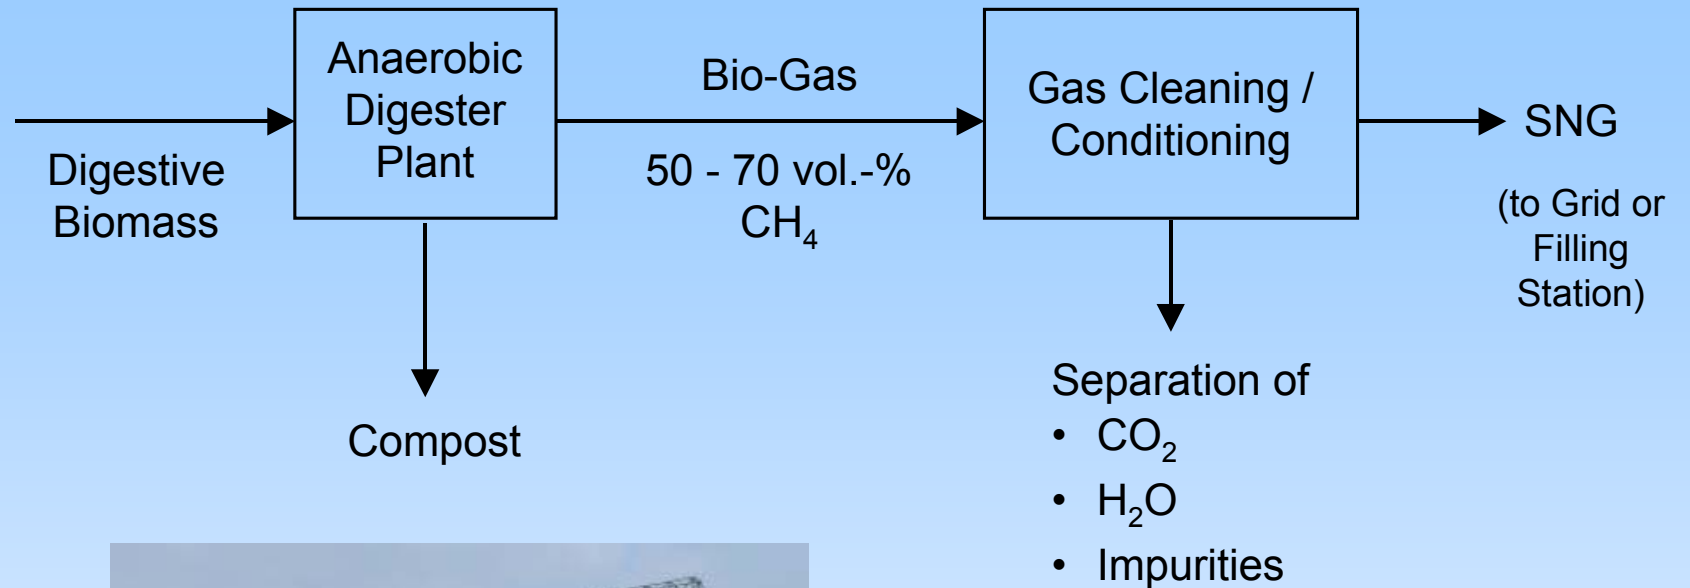 Digestive
Biomass
Anaerobic
Digester
Plant
Compost
Bio-Gas
50 - 70 vol.-%
CH₄
Gas Cleaning /
Conditioning
Separation of
• CO₂
• H₂O
• Impurities
SNG
(to Grid or
Filling
Station)